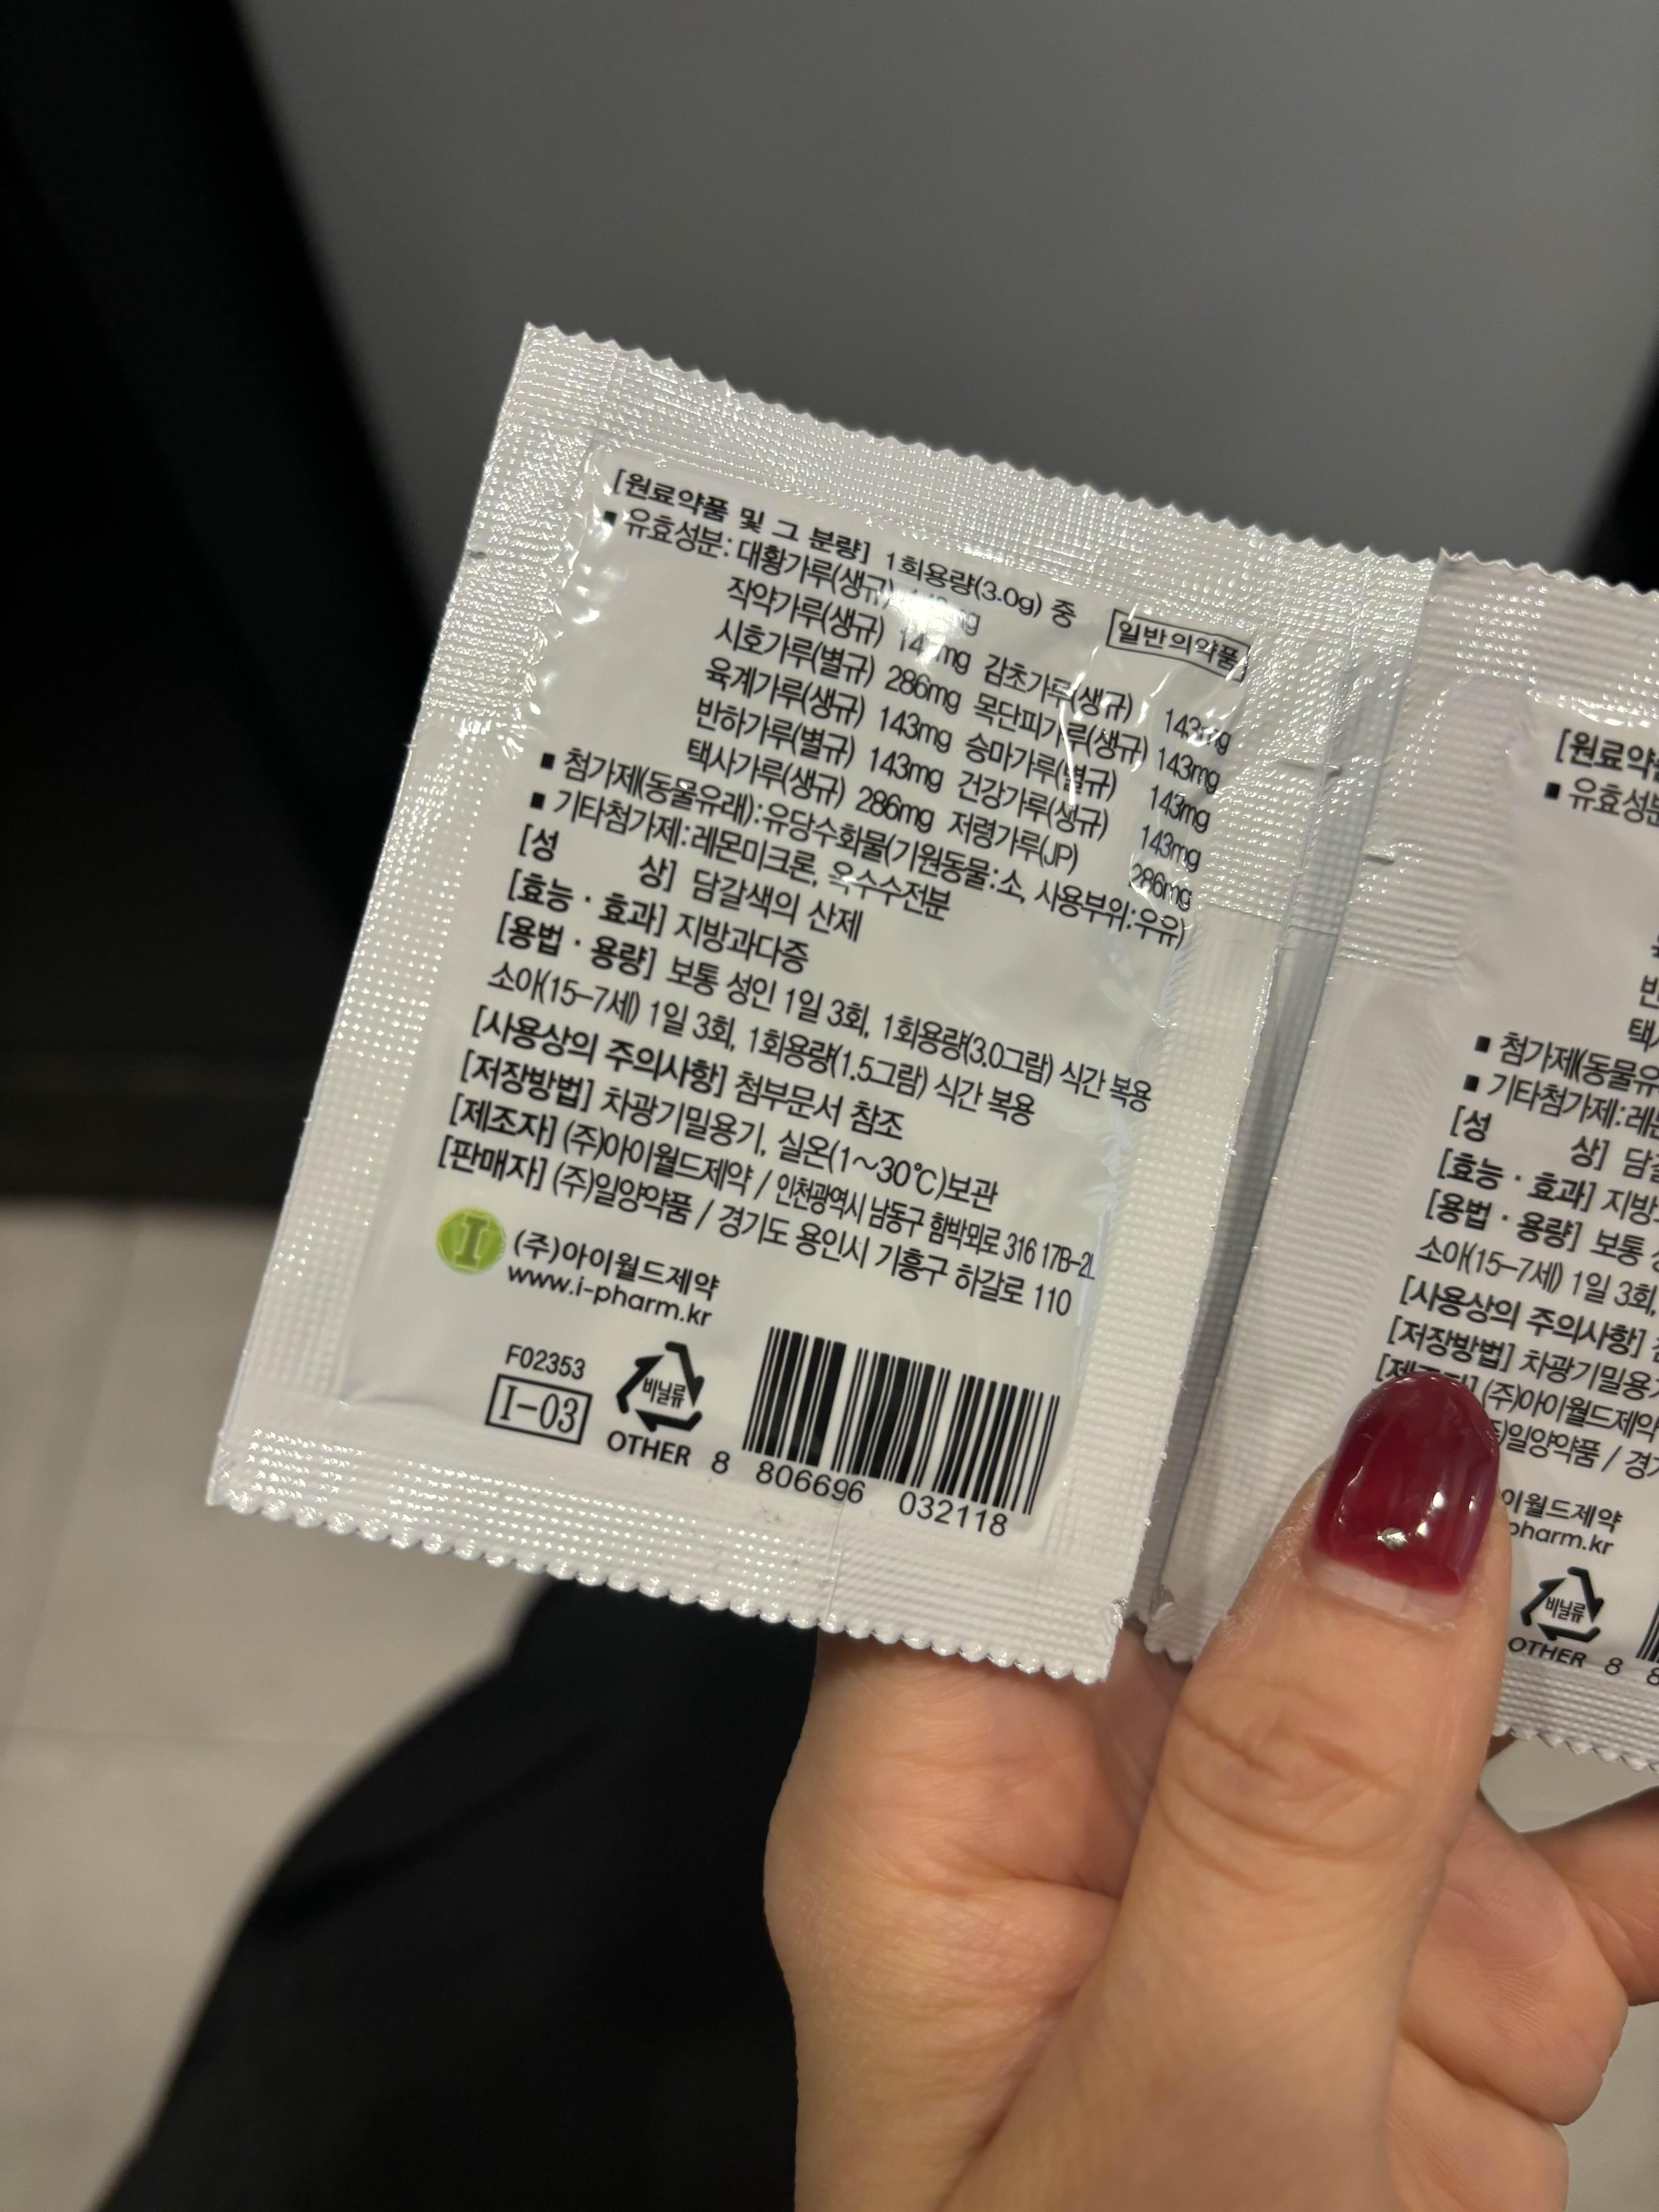 [원료약품 및 그 분량] 1회용량(3.0g) 중
일반의약품
■ 유효성분: 대황가루(생규)
작약가루(생규) 감초가루(생규) 143mg
시호가루(별규) 286mg 목단피가루(생규) 143mg
육계가루(생규) 143mg 승마가루(별규) 143mg
반하가루(별규) 143mg 건강가루(생규) 143mg
택사가루(생규) 286mg 저령가루(JP) 286mg
■ 첨가제(동물유래):유당수화물(기원동물:소, 사용부위:우유)
■ 기타첨가제:레몬미크론, 옥수수전분
[성 상] 담갈색의 산제
[효능·효과] 지방과다증
[용법·용량] 보통 성인 1일 3회, 1회용량(3.0그람) 식간 복용
소아(15-7세) 1일 3회, 1회용량(1.5그람) 식간 복용
[사용상의 주의사항] 첨부문서 참조
[저장방법] 차광기밀용기, 실온(1~30℃)보관
[제조자] (주)아이월드제약 / 인천광역시 남동구 함박뫼로 316 17B-2L
[판매자] (주)일양약품 / 경기도 용인시 기흥구 하갈로 110
I
(주)아이월드제약
www.i-pharm.kr
F02353
I-03
비닐류
OTHER
8 806696 032118
[원료약품
■ 유효성분
■ 첨가제(동물유
■ 기타첨가제:레몬
[성 상] 담갈
[효능·효과] 지방
[용법·용량] 보통
소아(15-7세) 1일 3회,
[사용상의 주의사항]
[저장방법] 차광기밀용
(주)아이월드제약
일양약품 / 경기
이월드제약
pharm.kr
비닐류
OTHER 8